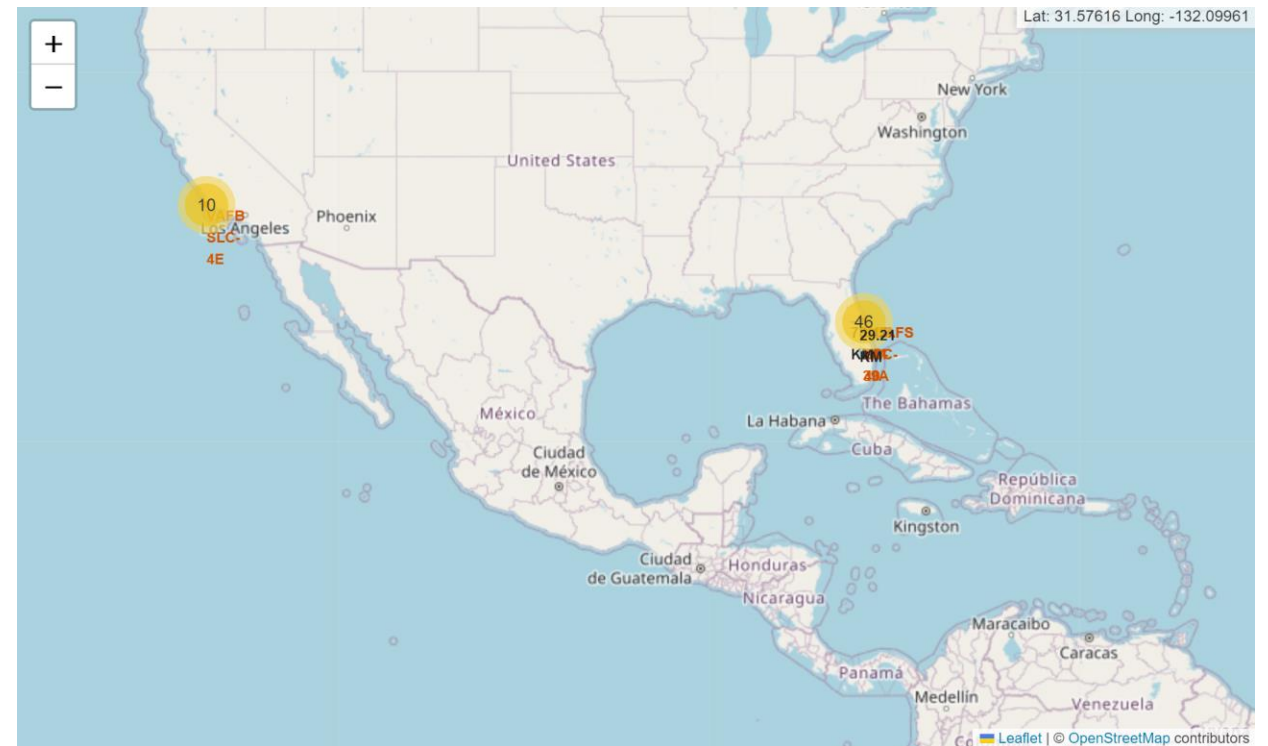 Lat: 31.57616 Long: -132.09961
+
−
New York
Washington
United States
10
VAFB
Los Angeles
SLC-
4E
Phoenix
46
29.21
FS
KM
The Bahamas
La Habana
Cuba
México
Ciudad
de México
República
Dominicana
Kingston
Ciudad
de Guatemala
Honduras
Nicaragua
Maracaibo
Caracas
Panamá
Medellín
Venezuela
Leaflet | © OpenStreetMap contributors